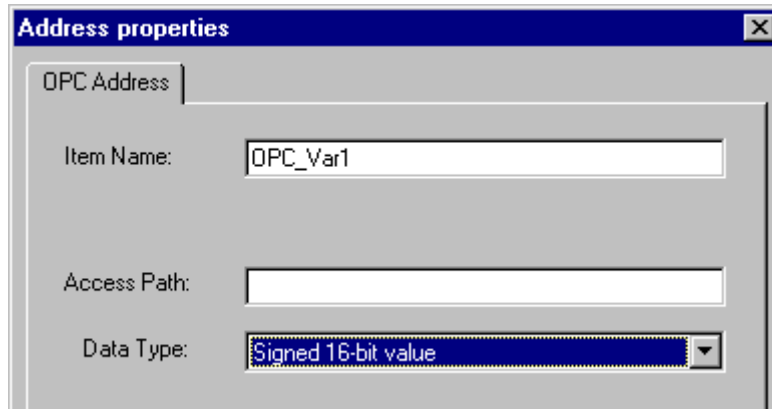 Address properties
OPC Address
Item Name: OPC_Var1
Access Path:
Data Type: Signed 16-bit value